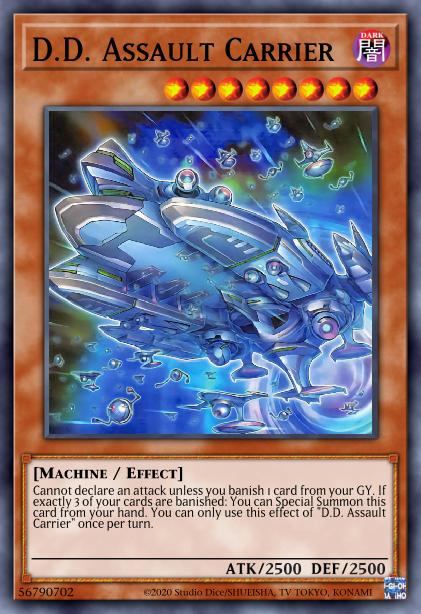 D.D. ASSAULT CARRIER
DARK
闇
[MACHINE / EFFECT]
Cannot declare an attack unless you banish 1 card from your GY. If
exactly 3 of your cards are banished: You can Special Summon this
card from your hand. You can only use this effect of "D.D. Assault
Carrier" once per turn.
ATK/2500 DEF/2500
56790702
©2020 Studio Dice/SHUEISHA, TV TOKYO, KONAMI